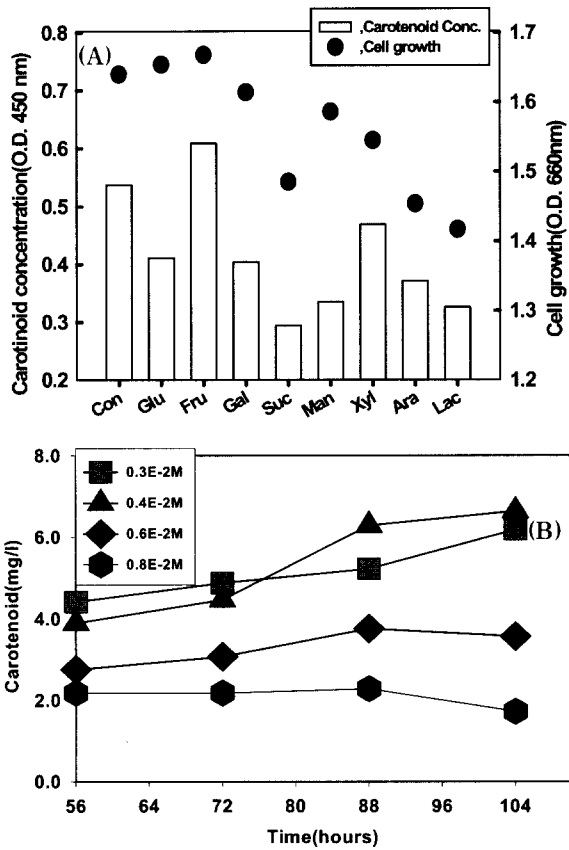 (A)
,Carotenoid Conc.
,Cell growth
Carotinoid concentration(O.D. 450 nm)
0.8
0.7
0.6
0.5
0.4
0.3
0.2
Cell growth(O.D. 660nm)
1.7
1.6
1.5
1.4
1.3
1.2
Con Glu Fru Gal Suc Man Xyl Ara Lac
(B)
0.3E-2M
0.4E-2M
0.6E-2M
0.8E-2M
Carotenoid(mg/l)
8.0
6.0
4.0
2.0
0.0
56 64 72 80 88 96 104
Time(hours)